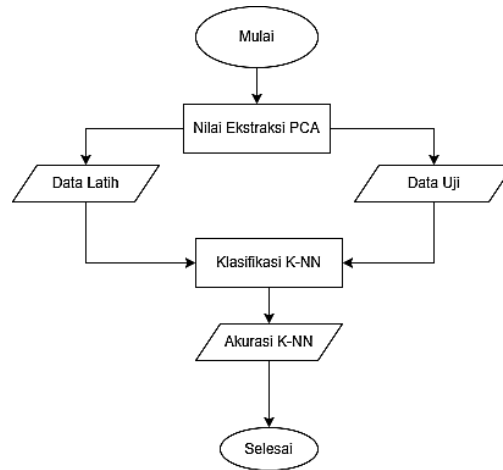 Mulai
Nilai Ekstraksi PCA
Data Latih
Data Uji
Klasifikasi K-NN
Akurasi K-NN
Selesai